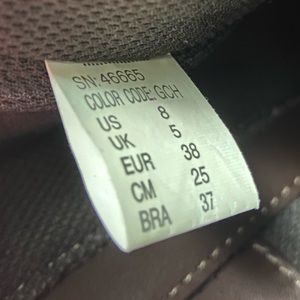 SN: 46665
COLOR CODE: GCH
US 8
UK 5
EUR 38
CM 25
BRA 37